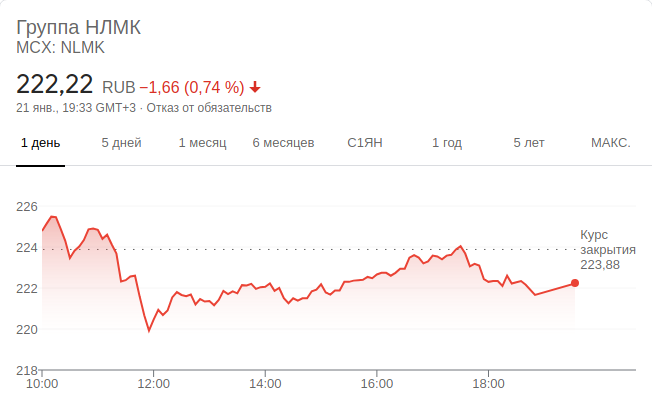 Группа НЛМК
MCX: NLMK
222,22 RUB −1,66 (0,74 %)
21 янв., 19:33 GMT+3 · Отказ от обязательств
1 день 5 дней 1 месяц 6 месяцев С1ЯН 1 год 5 лет МАКС.
226
Курс
224 закрытия
223,88
222
220
218
10:00 12:00 14:00 16:00 18:00